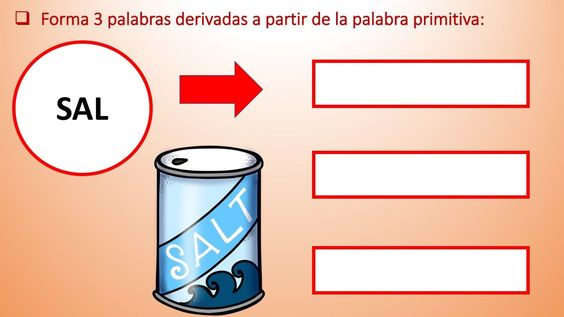 Forma 3 palabras derivadas a partir de la palabra primitiva:
SAL
SALT